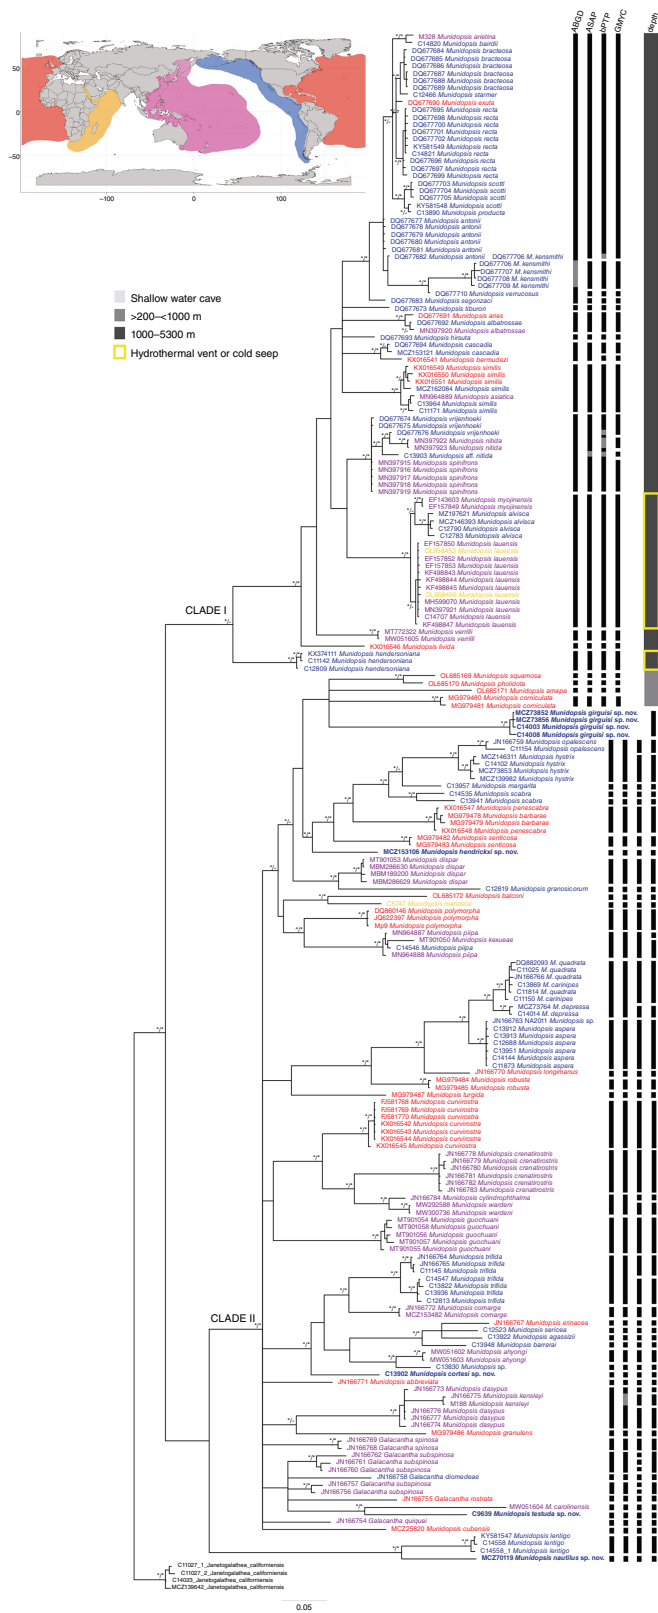 ABGD
ASAP
bPTP
GMYC
depth
50
0
−50
−100
0
100
Shallow water cave
>200–<1000 m
1000–5300 m
Hydrothermal vent or cold seep
M328 Munidopsis arietina
C14820 Munidopsis bairdii
DQ677684 Munidopsis bracteosa
DQ677685 Munidopsis bracteosa
DQ677686 Munidopsis bracteosa
DQ677687 Munidopsis bracteosa
DQ677688 Munidopsis bracteosa
DQ677689 Munidopsis bracteosa
C12466 Munidopsis starmer
DQ677690 Munidopsis exuta
DQ677695 Munidopsis recta
DQ677698 Munidopsis recta
DQ677700 Munidopsis recta
DQ677701 Munidopsis recta
DQ677702 Munidopsis recta
KY581549 Munidopsis recta
C14821 Munidopsis recta
DQ677696 Munidopsis recta
DQ677697 Munidopsis recta
DQ677699 Munidopsis recta
DQ677703 Munidopsis scotti
DQ677704 Munidopsis scotti
DQ677705 Munidopsis scotti
KY581548 Munidopsis scotti
C13890 Munidopsis producta
DQ677677 Munidopsis antonii
DQ677678 Munidopsis antonii
DQ677679 Munidopsis antonii
DQ677680 Munidopsis antonii
DQ677681 Munidopsis antonii
DQ677682 Munidopsis antonii DQ677706 M. kensmithi
DQ677706 M. kensmithi
DQ677707 M. kensmithi
DQ677708 M. kensmithi
DQ677709 M. kensmithi
DQ677710 Munidopsis verrucosus
DQ677683 Munidopsis segonzaci
DQ677673 Munidopsis tiburon
DQ677691 Munidopsis aries
DQ677692 Munidopsis albatrossae
MN397920 Munidopsis albatrossae
DQ677693 Munidopsis hirsuta
DQ677694 Munidopsis cascadia
MCZ153121 Munidopsis cascadia
KX016541 Munidopsis bermudezi
KX016549 Munidopsis similis
KX016550 Munidopsis similis
KX016551 Munidopsis similis
MCZ162084 Munidopsis similis
MN964889 Munidopsis asiatica
C13964 Munidopsis similis
C11171 Munidopsis similis
DQ677674 Munidopsis vrijenhoeki
DQ677675 Munidopsis vrijenhoeki
DQ677676 Munidopsis vrijenhoeki
MN397922 Munidopsis nitida
MN397923 Munidopsis nitida
C13903 Munidopsis aff. nitida
MN397915 Munidopsis spinifrons
MN397916 Munidopsis spinifrons
MN397917 Munidopsis spinifrons
MN397918 Munidopsis spinifrons
MN397919 Munidopsis spinifrons
EF143603 Munidopsis myojinensis
EF157849 Munidopsis myojinensis
MZ197621 Munidopsis alvisca
MCZ146393 Munidopsis alvisca
C12790 Munidopsis alvisca
C12783 Munidopsis alvisca
EF157850 Munidopsis lauensis
EF157852 Munidopsis lauensis
EF157853 Munidopsis lauensis
KF498843 Munidopsis lauensis
KF498844 Munidopsis lauensis
KF498845 Munidopsis lauensis
MH599070 Munidopsis lauensis
MN397921 Munidopsis lauensis
C14707 Munidopsis lauensis
KF498847 Munidopsis lauensis
CLADE I
MT772322 Munidopsis verrilli
MW051605 Munidopsis verrilli
KX016546 Munidopsis livida
KX374111 Munidopsis hendersoniana
C11142 Munidopsis hendersoniana
C12809 Munidopsis hendersoniana
OL685169 Munidopsis squamosa
OL685170 Munidopsis pholidota
OL685171 Munidopsis amapa
MG979480 Munidopsis corniculata
MG979481 Munidopsis corniculata
MCZ73852 Munidopsis girguisi sp. nov.
MCZ73856 Munidopsis girguisi sp. nov.
C14003 Munidopsis girguisi sp. nov.
C14008 Munidopsis girguisi sp. nov.
JN166759 Munidopsis opalescens
C11154 Munidopsis opalescens
MCZ146311 Munidopsis hystrix
C14102 Munidopsis hystrix
MCZ73853 Munidopsis hystrix
MCZ139982 Munidopsis hystrix
C13957 Munidopsis margarita
C14535 Munidopsis scabra
C13941 Munidopsis scabra
KX016547 Munidopsis penescabra
MG979478 Munidopsis barbarae
MG979479 Munidopsis barbarae
KX016548 Munidopsis penescabra
MG979482 Munidopsis senticosa
MG979483 Munidopsis senticosa
MCZ153106 Munidopsis hendrickxi sp. nov.
MT901053 Munidopsis dispar
MBM286630 Munidopsis dispar
MBM189200 Munidopsis dispar
MBM286629 Munidopsis dispar
C12819 Munidopsis granosicorum
OL685172 Munidopsis balconi
DQ860146 Munidopsis polymorpha
JQ622397 Munidopsis polymorpha
Mp9 Munidopsis polymorpha
MN964887 Munidopsis piipa
MT901050 Munidopsis kexueae
C14546 Munidopsis piipa
MN964888 Munidopsis piipa
DQ882093 M. quadrata
C11025 M. quadrata
JN166766 M. quadrata
C13869 M. carinipes
C11814 M. quadrata
C11150 M. carinipes
MCZ73764 M. depressa
C14014 M. depressa
JN166763 NA2011 Munidopsis sp.
C13912 Munidopsis aspera
C13913 Munidopsis aspera
C12688 Munidopsis aspera
C13951 Munidopsis aspera
C14144 Munidopsis aspera
C11873 Munidopsis aspera
JN166770 Munidopsis longimanus
MG979484 Munidopsis robusta
MG979485 Munidopsis robusta
MG979487 Munidopsis turgida
FJ581768 Munidopsis curvirostra
FJ581769 Munidopsis curvirostra
FJ581770 Munidopsis curvirostra
KX016542 Munidopsis curvirostra
KX016543 Munidopsis curvirostra
KX016544 Munidopsis curvirostra
KX016545 Munidopsis curvirostra
JN166778 Munidopsis crenatirostris
JN166779 Munidopsis crenatirostris
JN166780 Munidopsis crenatirostris
JN166781 Munidopsis crenatirostris
JN166782 Munidopsis crenatirostris
JN166783 Munidopsis crenatirostris
JN166784 Munidopsis cylindrophthalma
MW292588 Munidopsis wardeni
MW300736 Munidopsis wardeni
MT901054 Munidopsis guochuani
MT901058 Munidopsis guochuani
MT901056 Munidopsis guochuani
MT901057 Munidopsis guochuani
MT901055 Munidopsis guochuani
JN166764 Munidopsis trifida
JN166765 Munidopsis trifida
C11145 Munidopsis trifida
C14547 Munidopsis trifida
C13822 Munidopsis trifida
C13936 Munidopsis trifida
C12813 Munidopsis trifida
JN166772 Munidopsis comarge
MCZ153482 Munidopsis comarge
CLADE II
JN166767 Munidopsis erinacea
C12523 Munidopsis sericea
C13922 Munidopsis agassizii
C13948 Munidopsis barrerai
MW051602 Munidopsis ahyongi
MW051603 Munidopsis ahyongi
C13830 Munidopsis sp.
C13902 Munidopsis cortesi sp. nov.
JN166771 Munidopsis abbreviata
JN166773 Munidopsis dasypus
JN166775 Munidopsis kensleyi
M188 Munidopsis kensleyi
JN166776 Munidopsis dasypus
JN166777 Munidopsis dasypus
JN166774 Munidopsis dasypus
MG979486 Munidopsis granulens
JN166769 Galacantha spinosa
JN166768 Galacantha spinosa
JN166762 Galacantha subspinosa
JN166761 Galacantha subspinosa
JN166760 Galacantha subspinosa
JN166758 Galacantha diomedeae
JN166757 Galacantha subspinosa
JN166756 Galacantha subspinosa
JN166755 Galacantha rostrata
MW051604 M. carolinensis
C9639 Munidopsis testuda sp. nov.
JN166754 Galacantha quiquei
MCZ25820 Munidopsis cubensis
KY581547 Munidopsis lentigo
C14558 Munidopsis lentigo
C14558_1 Munidopsis lentigo
MCZ70119 Munidopsis nautilus sp. nov.
C11027_1_Janetogalathea_californiensis
C11027_2_Janetogalathea_californiensis
C14023_Janetogalathea_californiensis
MCZ139642_Janetogalathea_californiensis
0.05